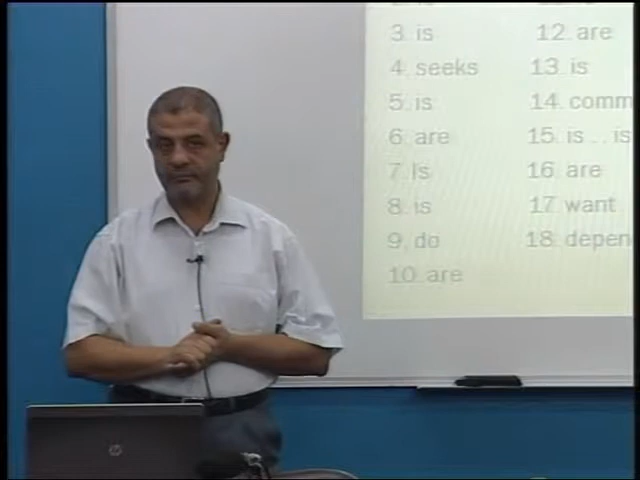 3. is
4. seeks
5. is
6. are
7. is
8. is
9. do
10. are
12. are
13. is
14. comm
15. is . . is
16. are
17. want
18. depen
hp